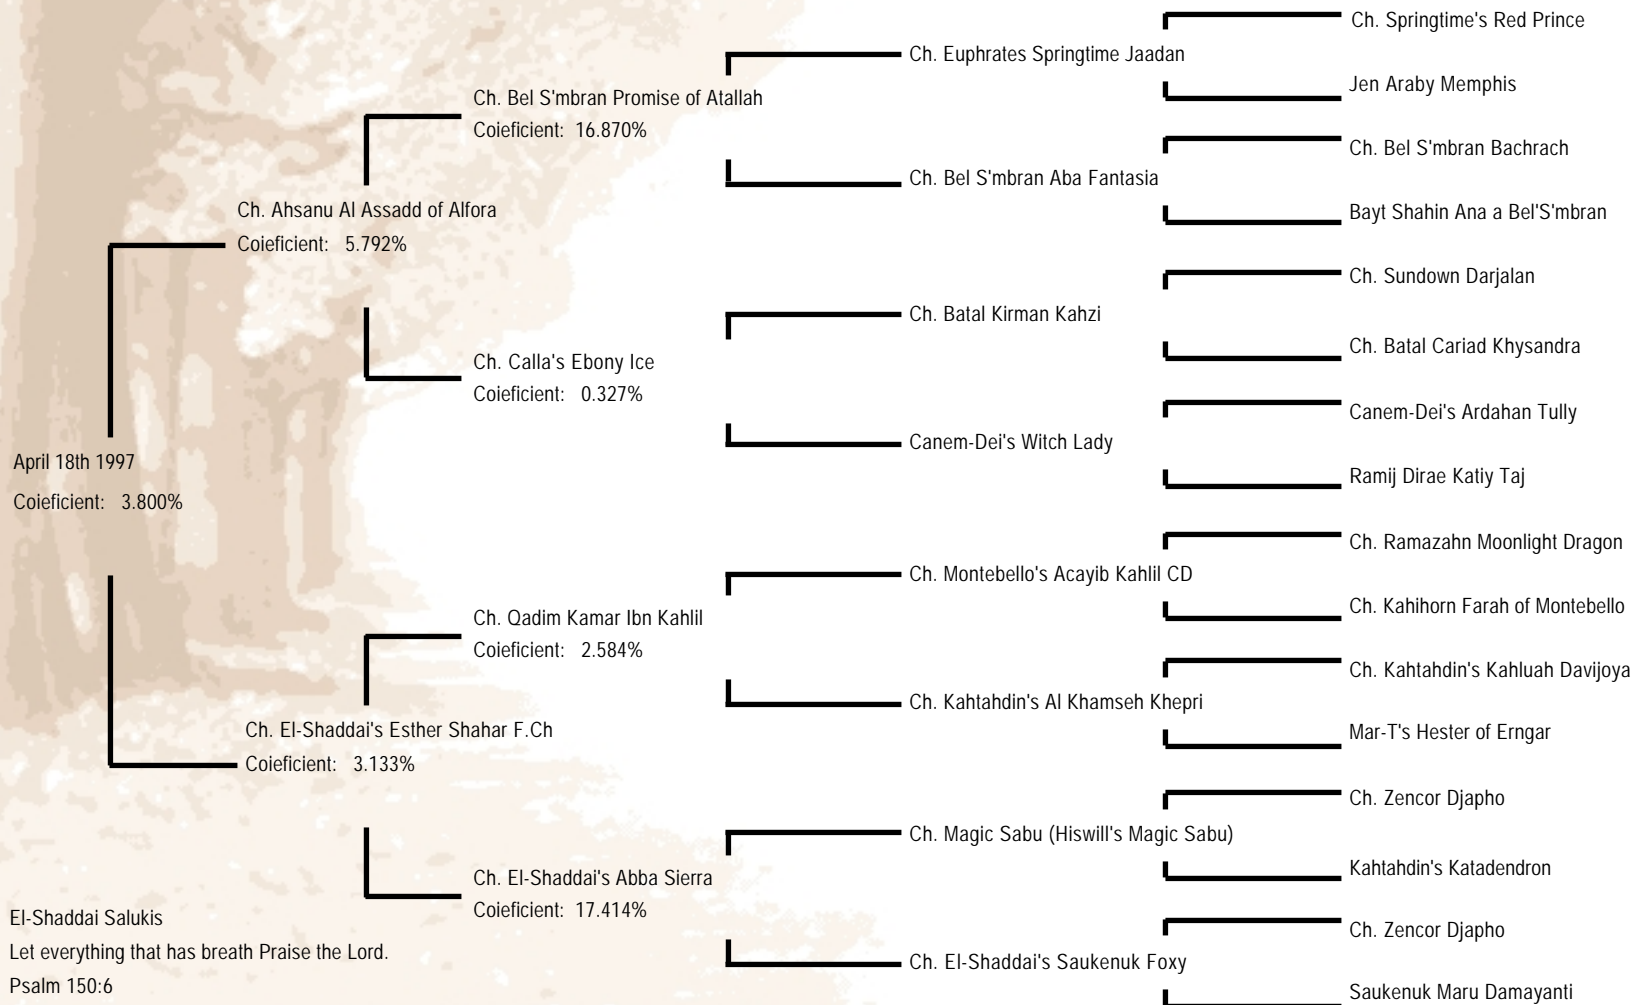 April 18th 1997
Coieficient: 3.800%
Ch. Ahsanu Al Assadd of Alfora
Coieficient: 5.792%
Ch. El-Shaddai's Esther Shahar F.Ch
Coieficient: 3.133%
Ch. Bel S'mbran Promise of Atallah
Coieficient: 16.870%
Ch. Calla's Ebony Ice
Coieficient: 0.327%
Ch. Qadim Kamar Ibn Kahlil
Coieficient: 2.584%
Ch. El-Shaddai's Abba Sierra
Coieficient: 17.414%
Ch. Euphrates Springtime Jaadan
Ch. Bel S'mbran Aba Fantasia
Ch. Batal Kirman Kahzi
Canem-Dei's Witch Lady
Ch. Montebello's Acayib Kahlil CD
Ch. Kahtahdin's Al Khamseh Khepri
Ch. Magic Sabu (Hiswill's Magic Sabu)
Ch. El-Shaddai's Saukenuk Foxy
Ch. Springtime's Red Prince
Jen Araby Memphis
Ch. Bel S'mbran Bachrach
Bayt Shahin Ana a Bel'S'mbran
Ch. Sundown Darjalan
Ch. Batal Cariad Khysandra
Canem-Dei's Ardahan Tully
Ramij Dirae Katiy Taj
Ch. Ramazahn Moonlight Dragon
Ch. Kahihorn Farah of Montebello
Ch. Kahtahdin's Kahluah Davijoya
Mar-T's Hester of Erngar
Ch. Zencor Djapho
Kahtahdin's Katadendron
Ch. Zencor Djapho
Saukenuk Maru Damayanti
El-Shaddai Salukis
Let everything that has breath Praise the Lord.
Psalm 150:6